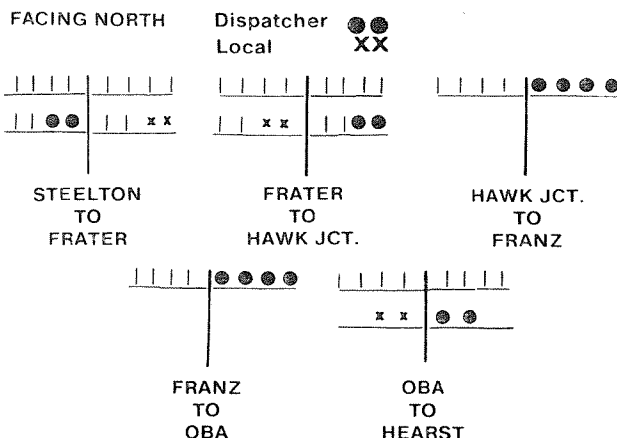 FACING NORTH
Dispatcher
Local XX
x x
x x
STEELTON
TO
FRATER
FRATER
TO
HAWK JCT.
HAWK JCT.
TO
FRANZ
x x
FRANZ
TO
OBA
OBA
TO
HEARST